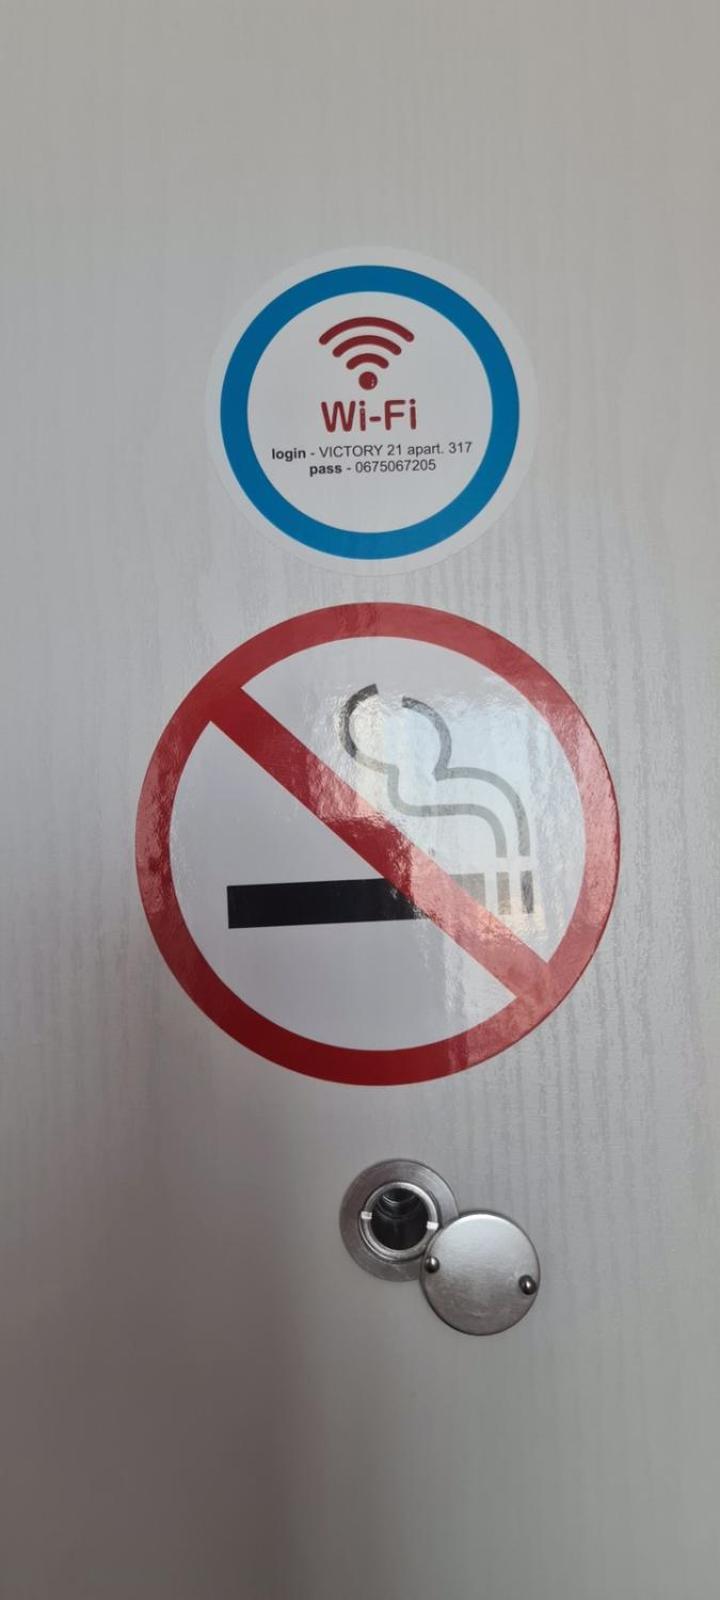 Wi-Fi
login - VICTORY 21 apart. 317
pass - 0675067205